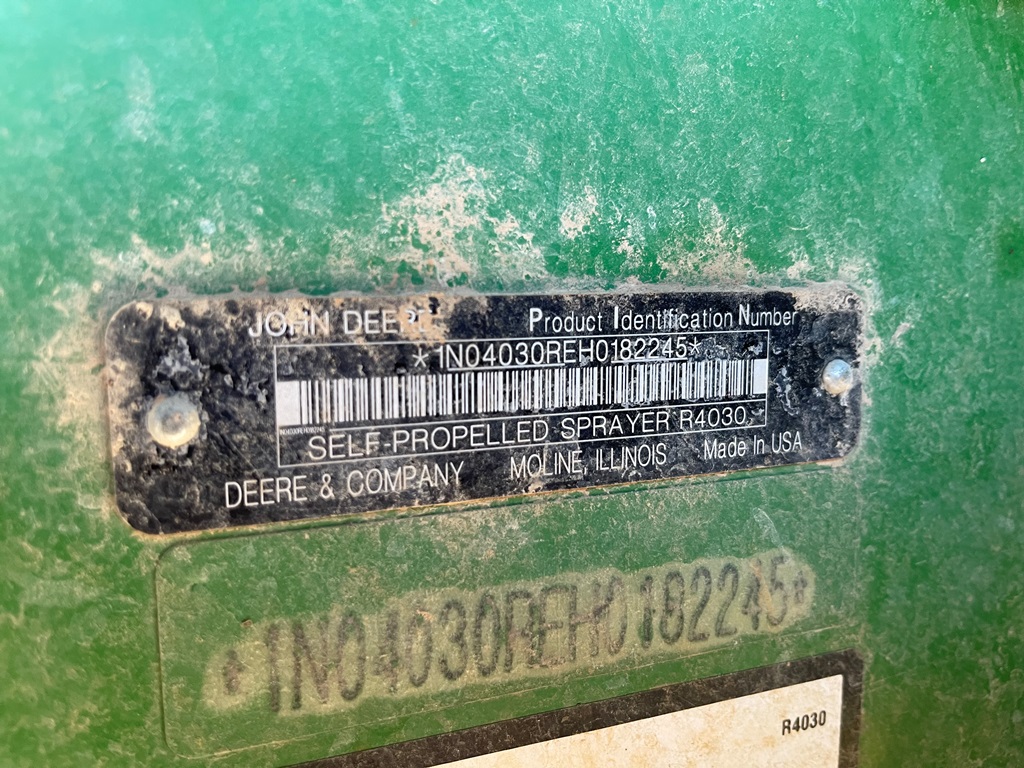 JOHN DEERE
Product Identification Number
*1N04030REH0182245*
1N04030REH0182245
SELF-PROPELLED SPRAYER R4030
DEERE & COMPANY MOLINE, ILLINOIS Made In USA
*1N04030REH0182245*
R4030